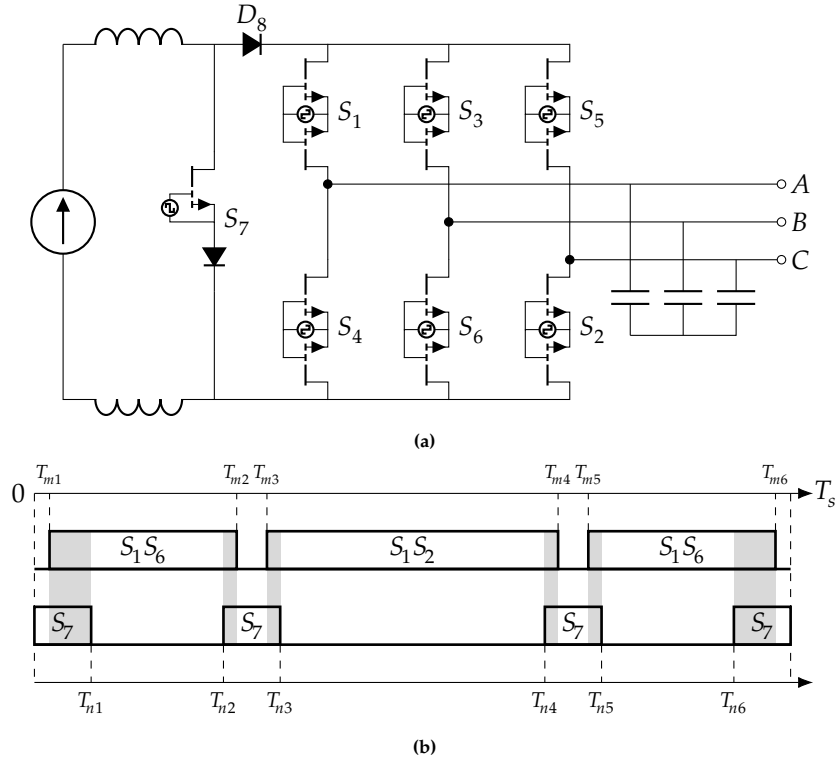 D8
S1 S3 S5
S7
A
B
C
S4 S6 S2
(a)
Tm1 Tm2 Tm3 Tm4 Tm5 Tm6
0 Ts
S1S6 S1S2 S1S6
S7 S7 S7 S7
Tn1 Tn2 Tn3 Tn4 Tn5 Tn6
(b)